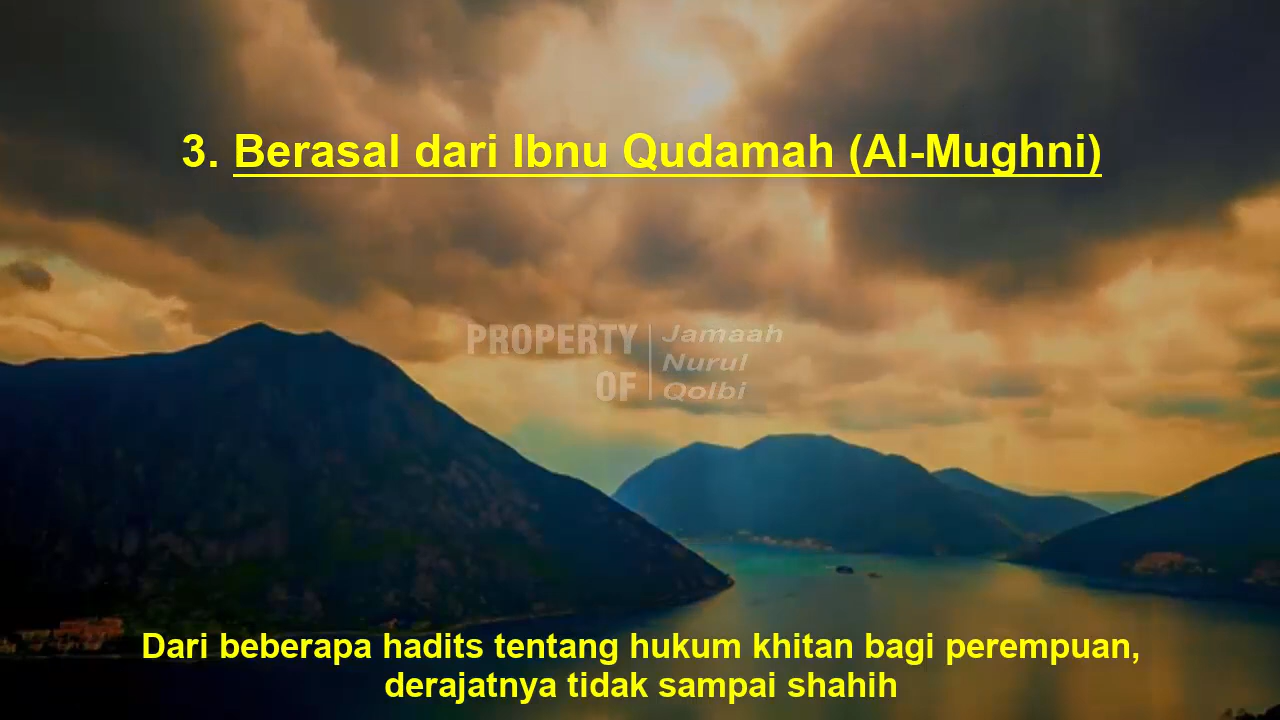 3. Berasal dari Ibnu Qudamah (Al-Mughni)
PROPERTY OF
Jamaah
Nurul
Qolbi
Dari beberapa hadits tentang hukum khitan bagi perempuan,
derajatnya tidak sampai shahih